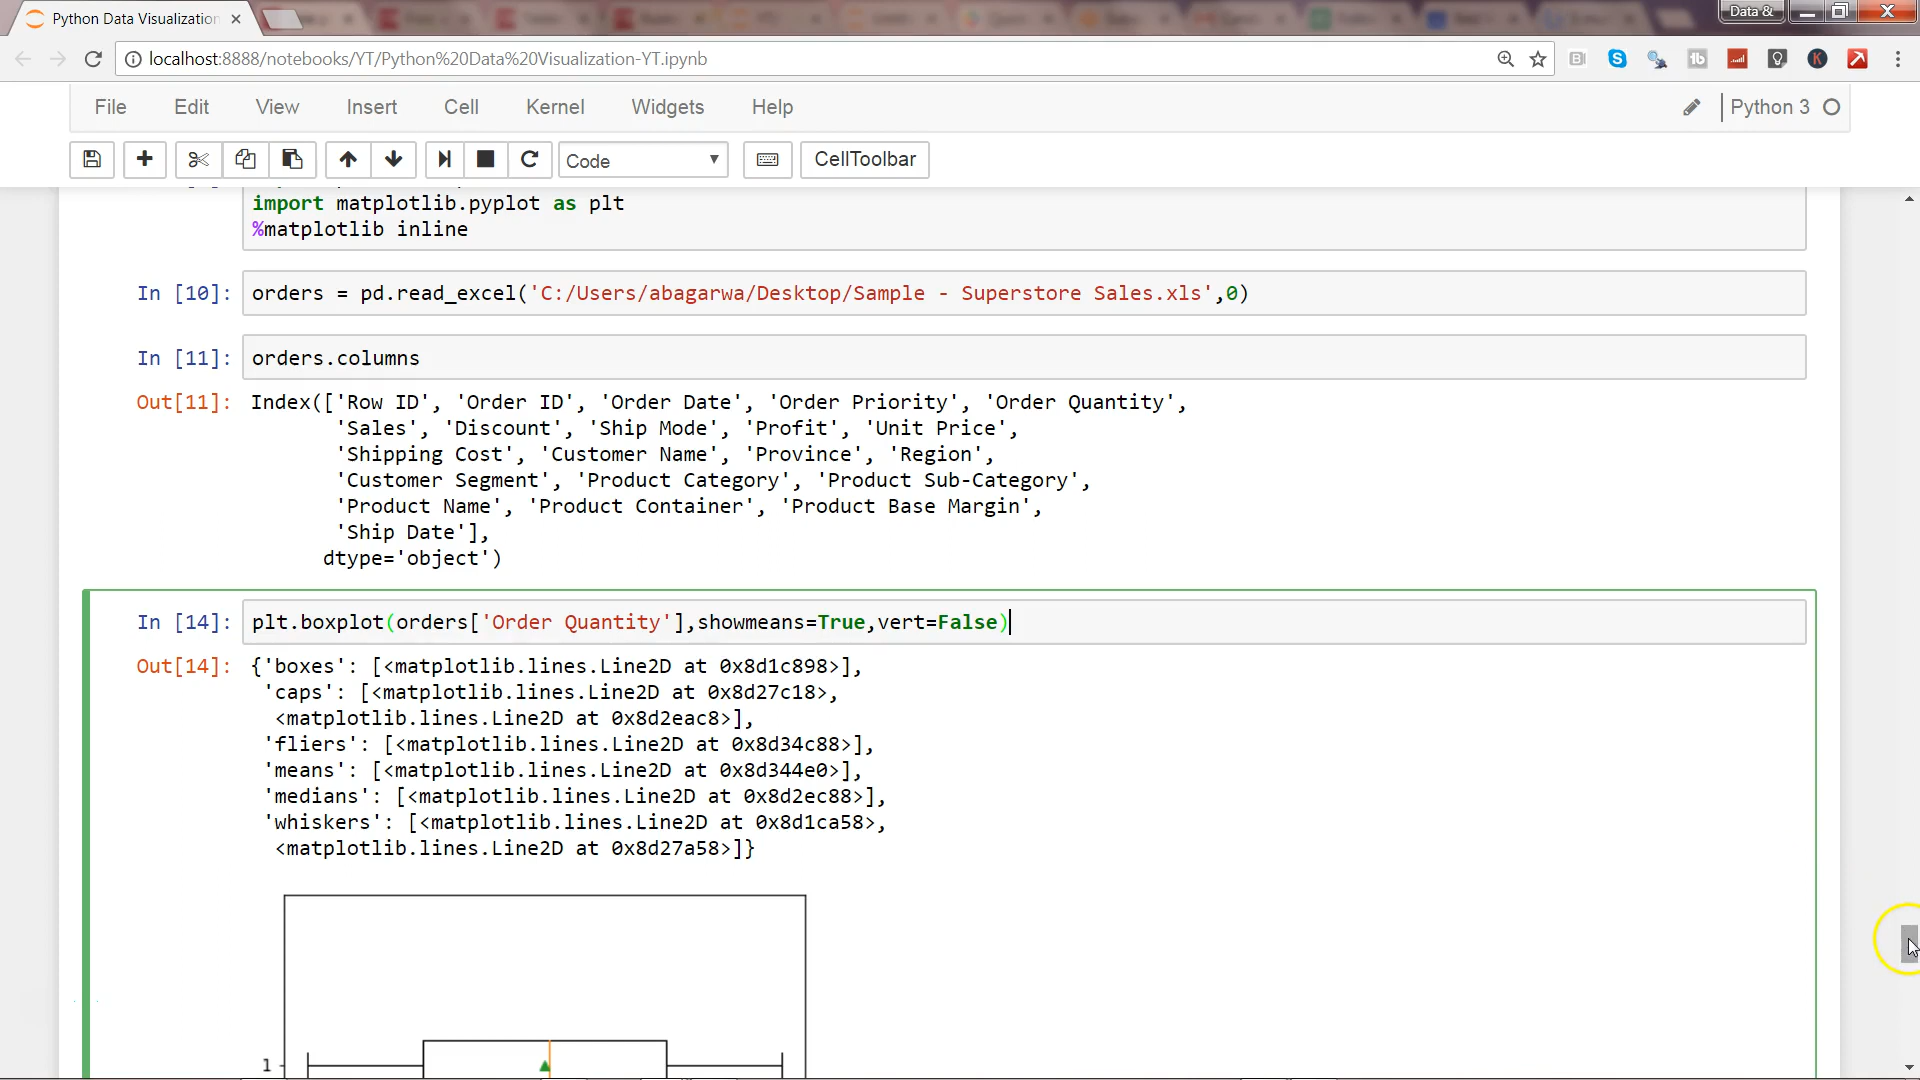 Python Data Visualization
Data &
localhost:8888/notebooks/YT/Python%20Data%20Visualization-YT.ipynb
File Edit View Insert Cell Kernel Widgets Help
Python 3
Code
CellToolbar
import matplotlib.pyplot as plt
%matplotlib inline
In [10]: orders = pd.read_excel('C:/Users/abagarwa/Desktop/Sample - Superstore Sales.xls',0)
In [11]: orders.columns
Out[11]: Index(['Row ID', 'Order ID', 'Order Date', 'Order Priority', 'Order Quantity',
'Sales', 'Discount', 'Ship Mode', 'Profit', 'Unit Price',
'Shipping Cost', 'Customer Name', 'Province', 'Region',
'Customer Segment', 'Product Category', 'Product Sub-Category',
'Product Name', 'Product Container', 'Product Base Margin',
'Ship Date'],
dtype='object')
In [14]: plt.boxplot(orders['Order Quantity'],showmeans=True,vert=False)
Out[14]: {'boxes': [<matplotlib.lines.Line2D at 0x8d1c898>],
'caps': [<matplotlib.lines.Line2D at 0x8d27c18>,
<matplotlib.lines.Line2D at 0x8d2eac8>],
'fliers': [<matplotlib.lines.Line2D at 0x8d34c88>],
'means': [<matplotlib.lines.Line2D at 0x8d344e0>],
'medians': [<matplotlib.lines.Line2D at 0x8d2ec88>],
'whiskers': [<matplotlib.lines.Line2D at 0x8d1ca58>,
<matplotlib.lines.Line2D at 0x8d27a58>]}
1